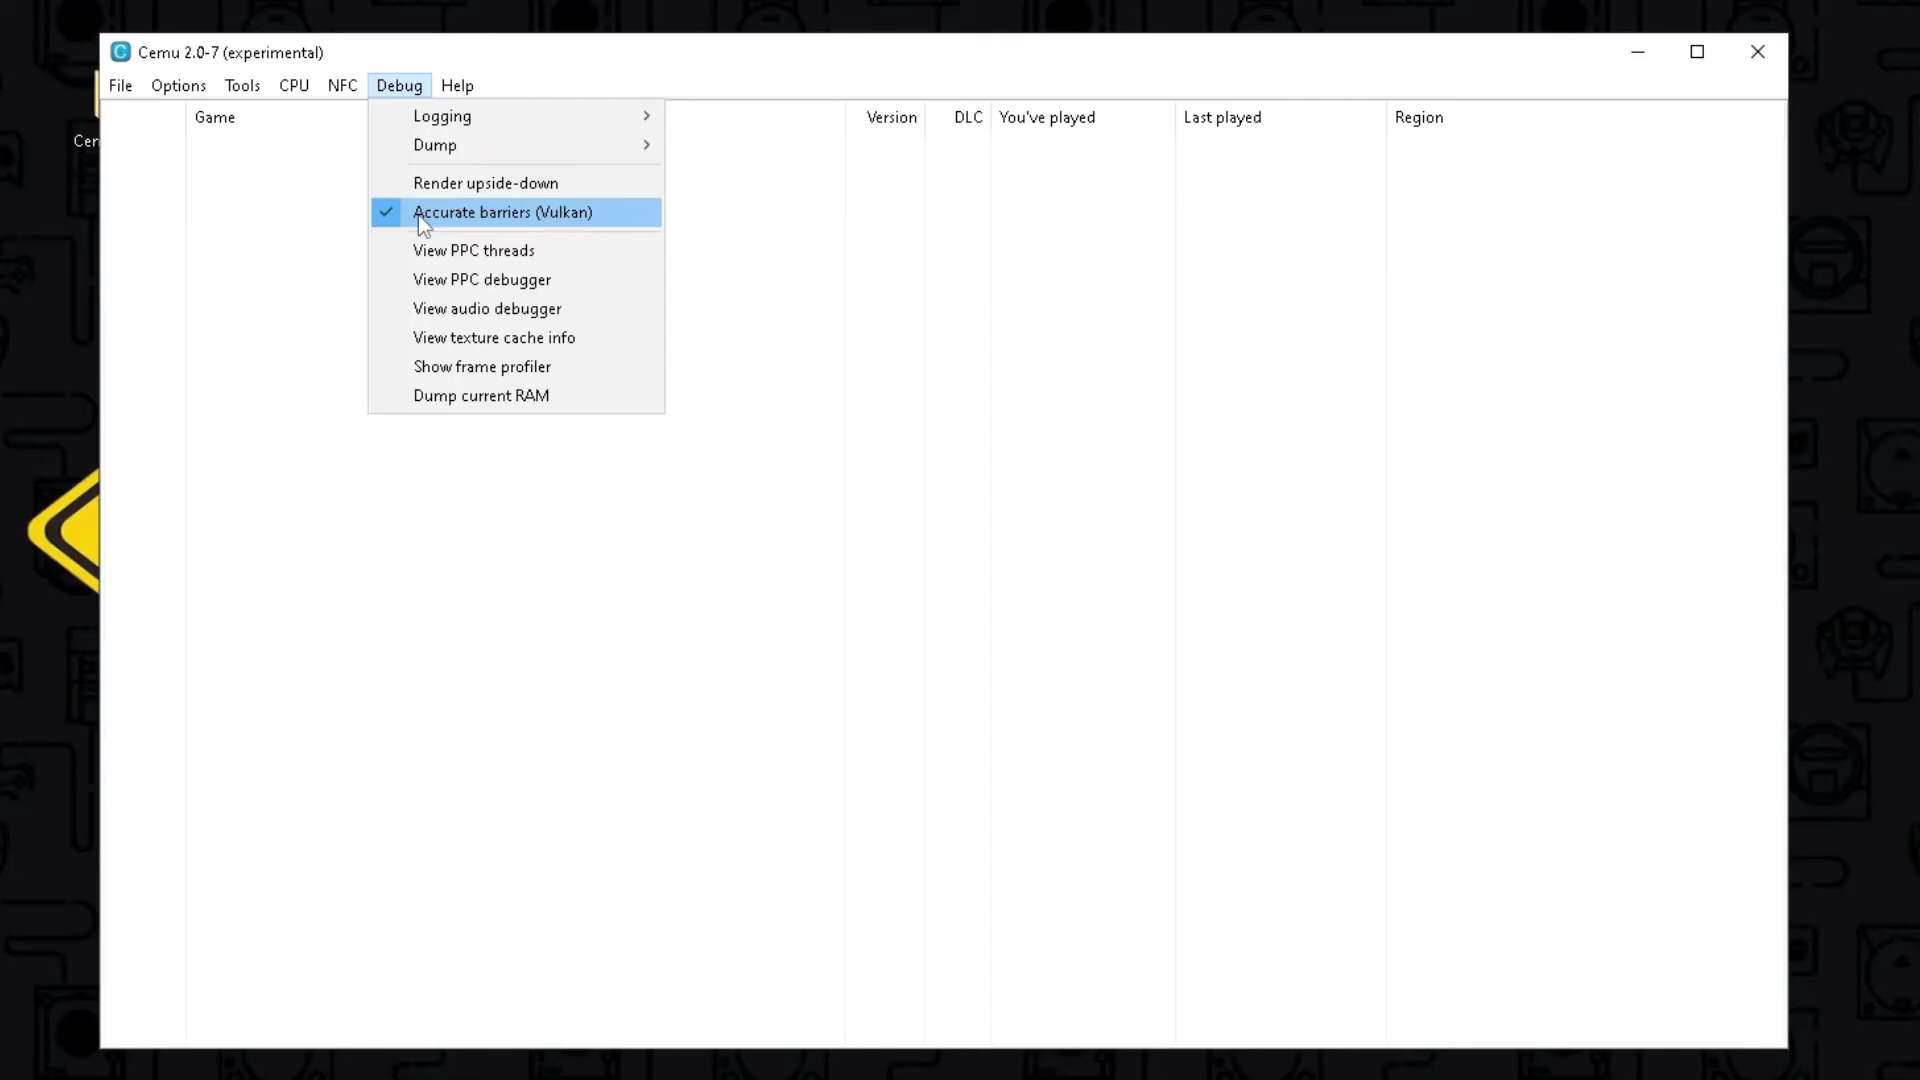 Cemu 2.0-7 (experimental)
File Options Tools CPU NFC Debug Help
Game Version DLC You've played Last played Region
Cen
Logging
Dump
Render upside-down
Accurate barriers (Vulkan)
View PPC threads
View PPC debugger
View audio debugger
View texture cache info
Show frame profiler
Dump current RAM